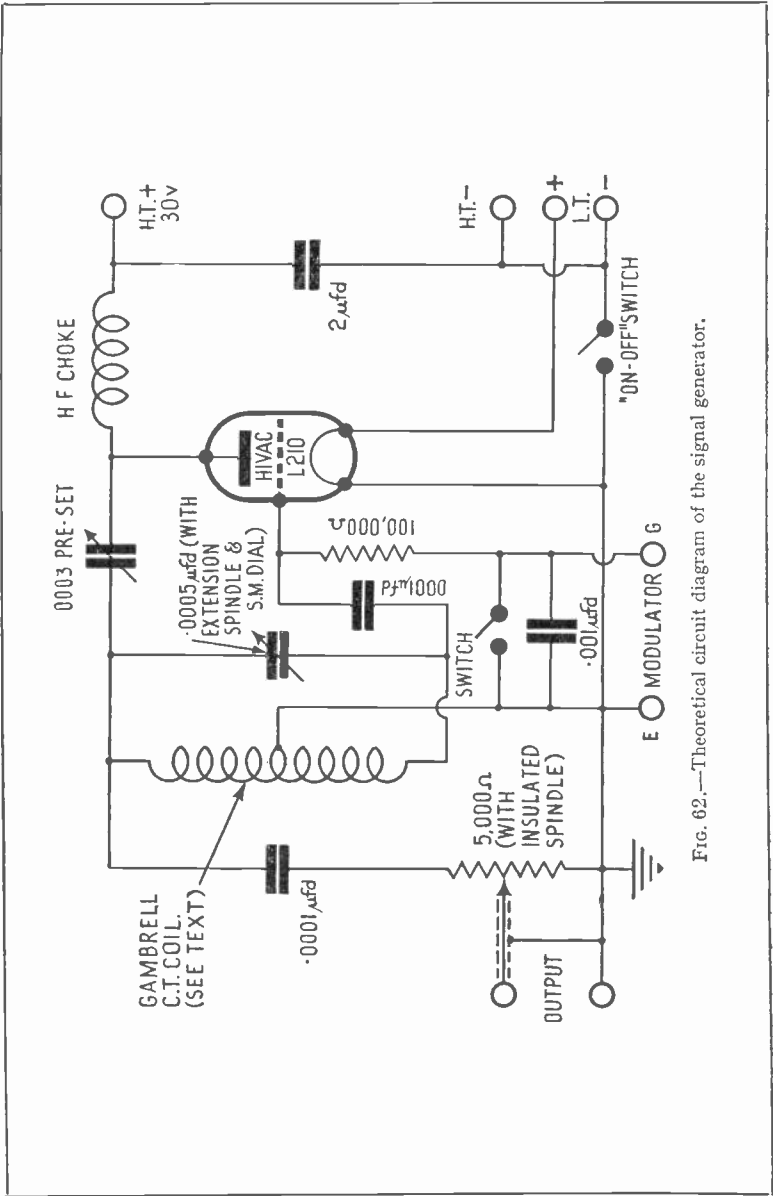 GAMBRELL
C.T. COIL.
(SEE TEXT)
0003 PRE-SET
H F CHOKE
H.T.+
30v
·0005µfd (WITH
EXTENSION
SPINDLE &
S.M. DIAL)
HIVAC
L210
·0001µfd
0001µfd
100,000Ω
2µfd
H.T.–
+
L.T.
–
5,000Ω
(WITH
INSULATED
SPINDLE)
SWITCH
·001µfd
OUTPUT
E MODULATOR G
"ON-OFF" SWITCH
FIG. 62.—Theoretical circuit diagram of the signal generator.